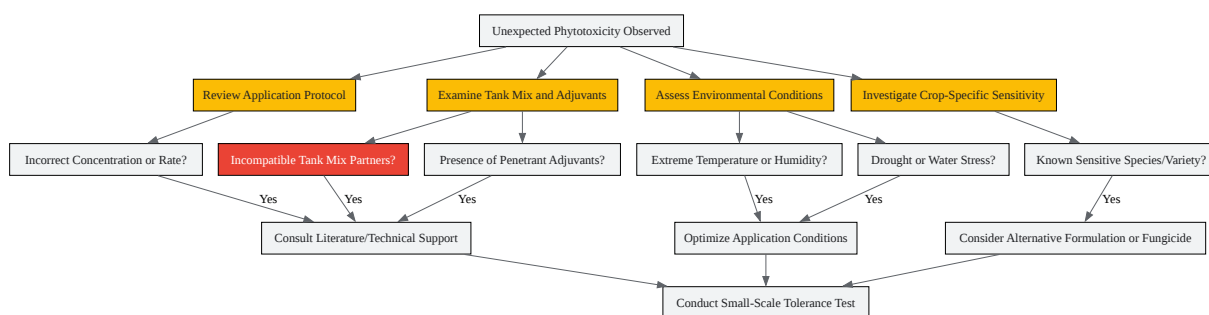 Unexpected Phytotoxicity Observed
Review Application Protocol
Examine Tank Mix and Adjuvants
Assess Environmental Conditions
Investigate Crop-Specific Sensitivity
Incorrect Concentration or Rate?
Incompatible Tank Mix Partners?
Presence of Penetrant Adjuvants?
Extreme Temperature or Humidity?
Drought or Water Stress?
Known Sensitive Species/Variety?
Yes
Yes
Yes
Yes
Yes
Yes
Consult Literature/Technical Support
Optimize Application Conditions
Consider Alternative Formulation or Fungicide
Conduct Small-Scale Tolerance Test